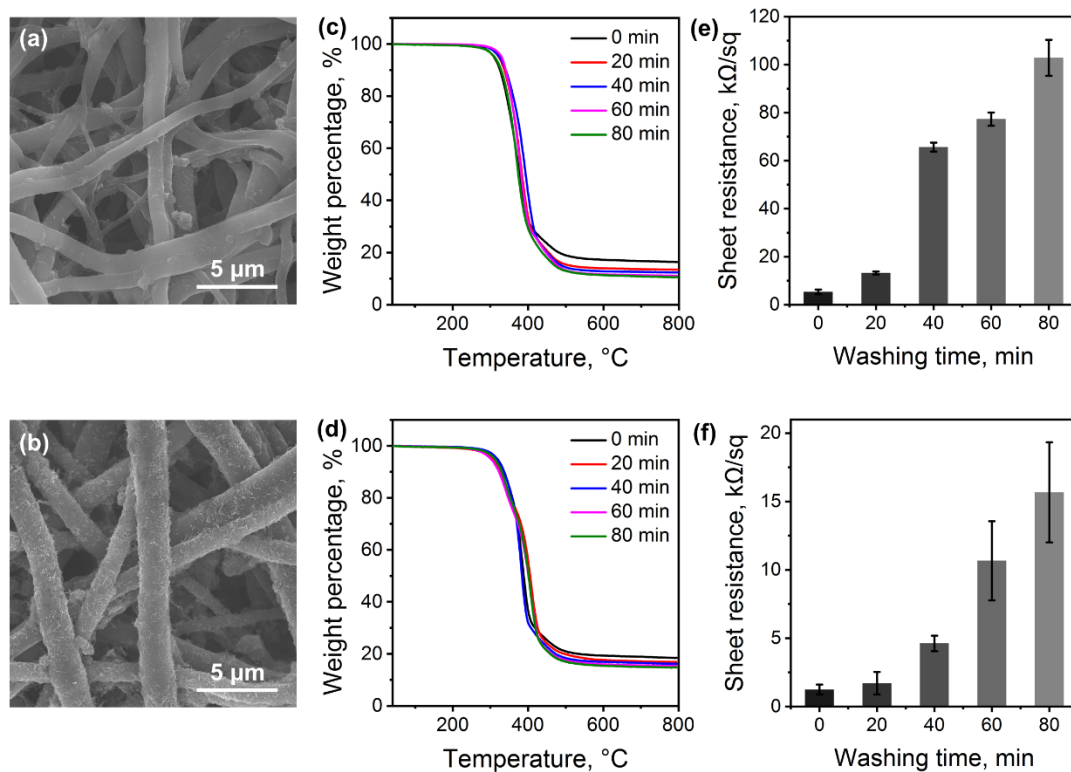 (a)
5 µm
(c)
Weight percentage, %
100
80
60
40
20
0
0 min
20 min
40 min
60 min
80 min
200
400
600
800
Temperature, °C
(e)
Sheet resistance, kΩ/sq
120
100
80
60
40
20
0
0
20
40
60
80
Washing time, min
(b)
5 µm
(d)
Weight percentage, %
100
80
60
40
20
0
0 min
20 min
40 min
60 min
80 min
200
400
600
800
Temperature, °C
(f)
Sheet resistance, kΩ/sq
20
15
10
5
0
0
20
40
60
80
Washing time, min